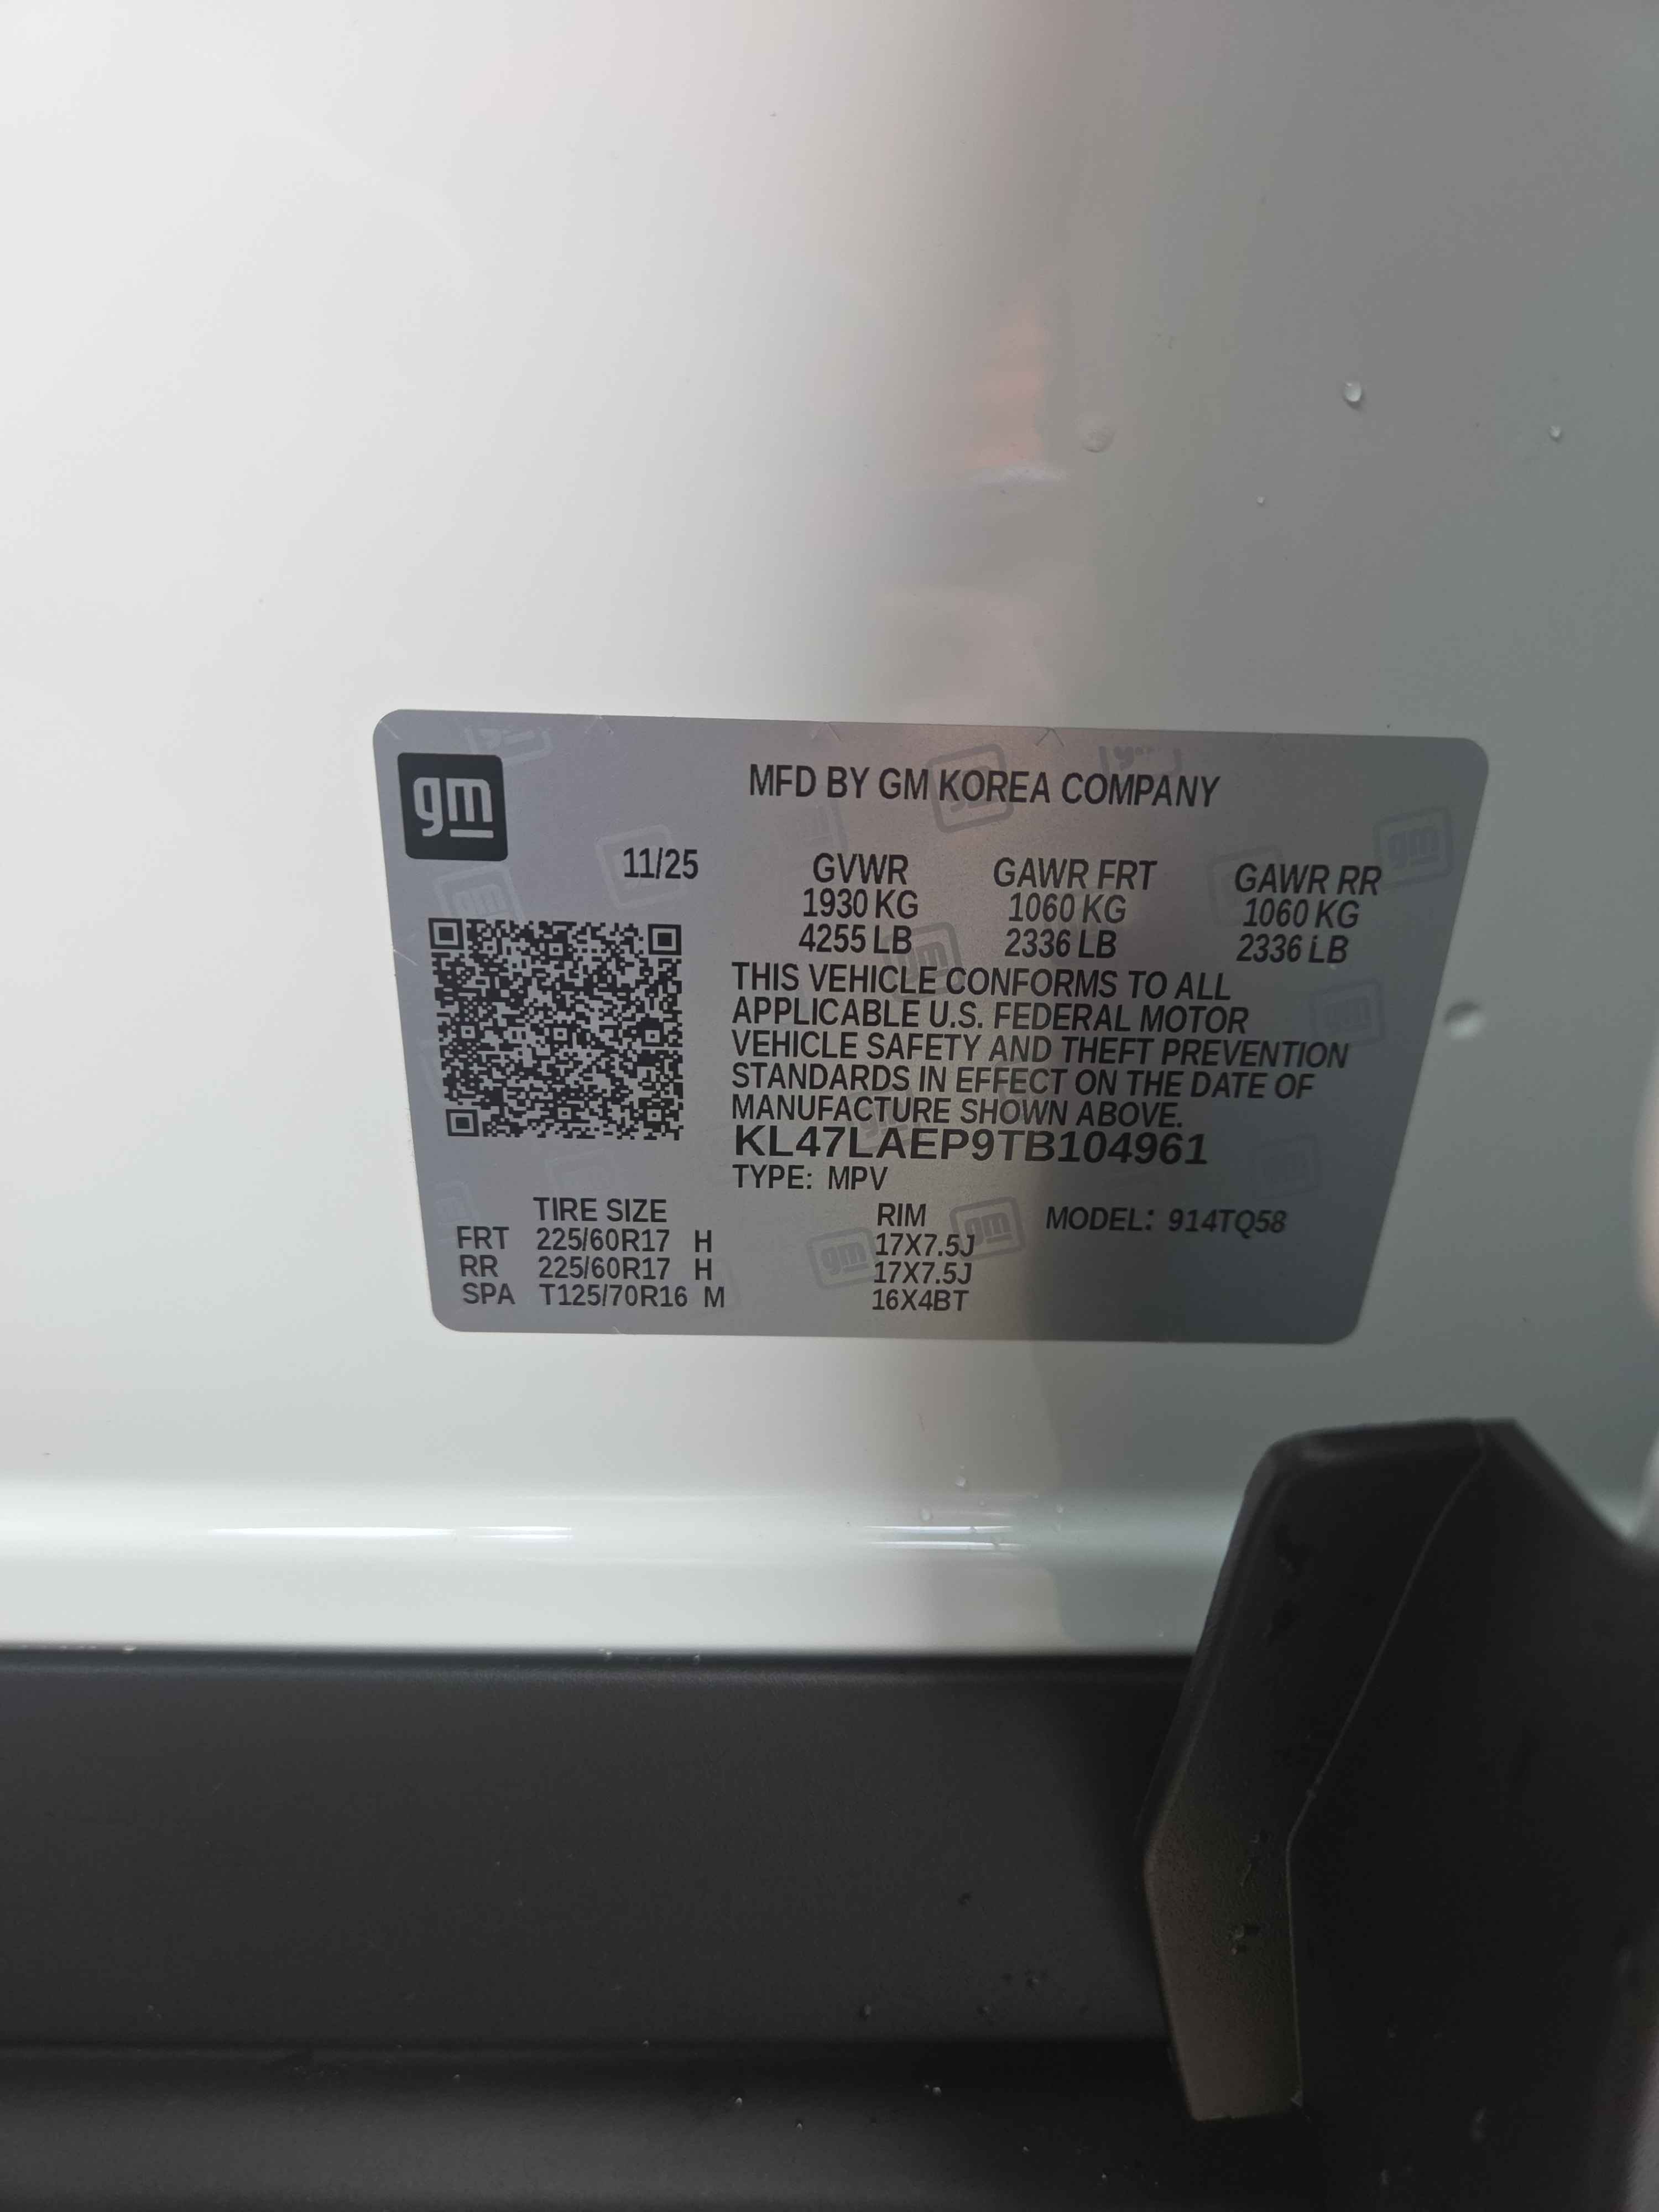 gm
MFD BY GM KOREA COMPANY
11/25 GVWR GAWR FRT GAWR RR
1930 KG 1060 KG 1060 KG
4255 LB 2336 LB 2336 LB
THIS VEHICLE CONFORMS TO ALL
APPLICABLE U.S. FEDERAL MOTOR
VEHICLE SAFETY AND THEFT PREVENTION
STANDARDS IN EFFECT ON THE DATE OF
MANUFACTURE SHOWN ABOVE.
KL47LAEP9TB104961
TYPE: MPV
TIRE SIZE RIM MODEL: 914TQ58
FRT 225/60R17 H 17X7.5J
RR 225/60R17 H 17X7.5J
SPA T125/70R16 M 16X4BT